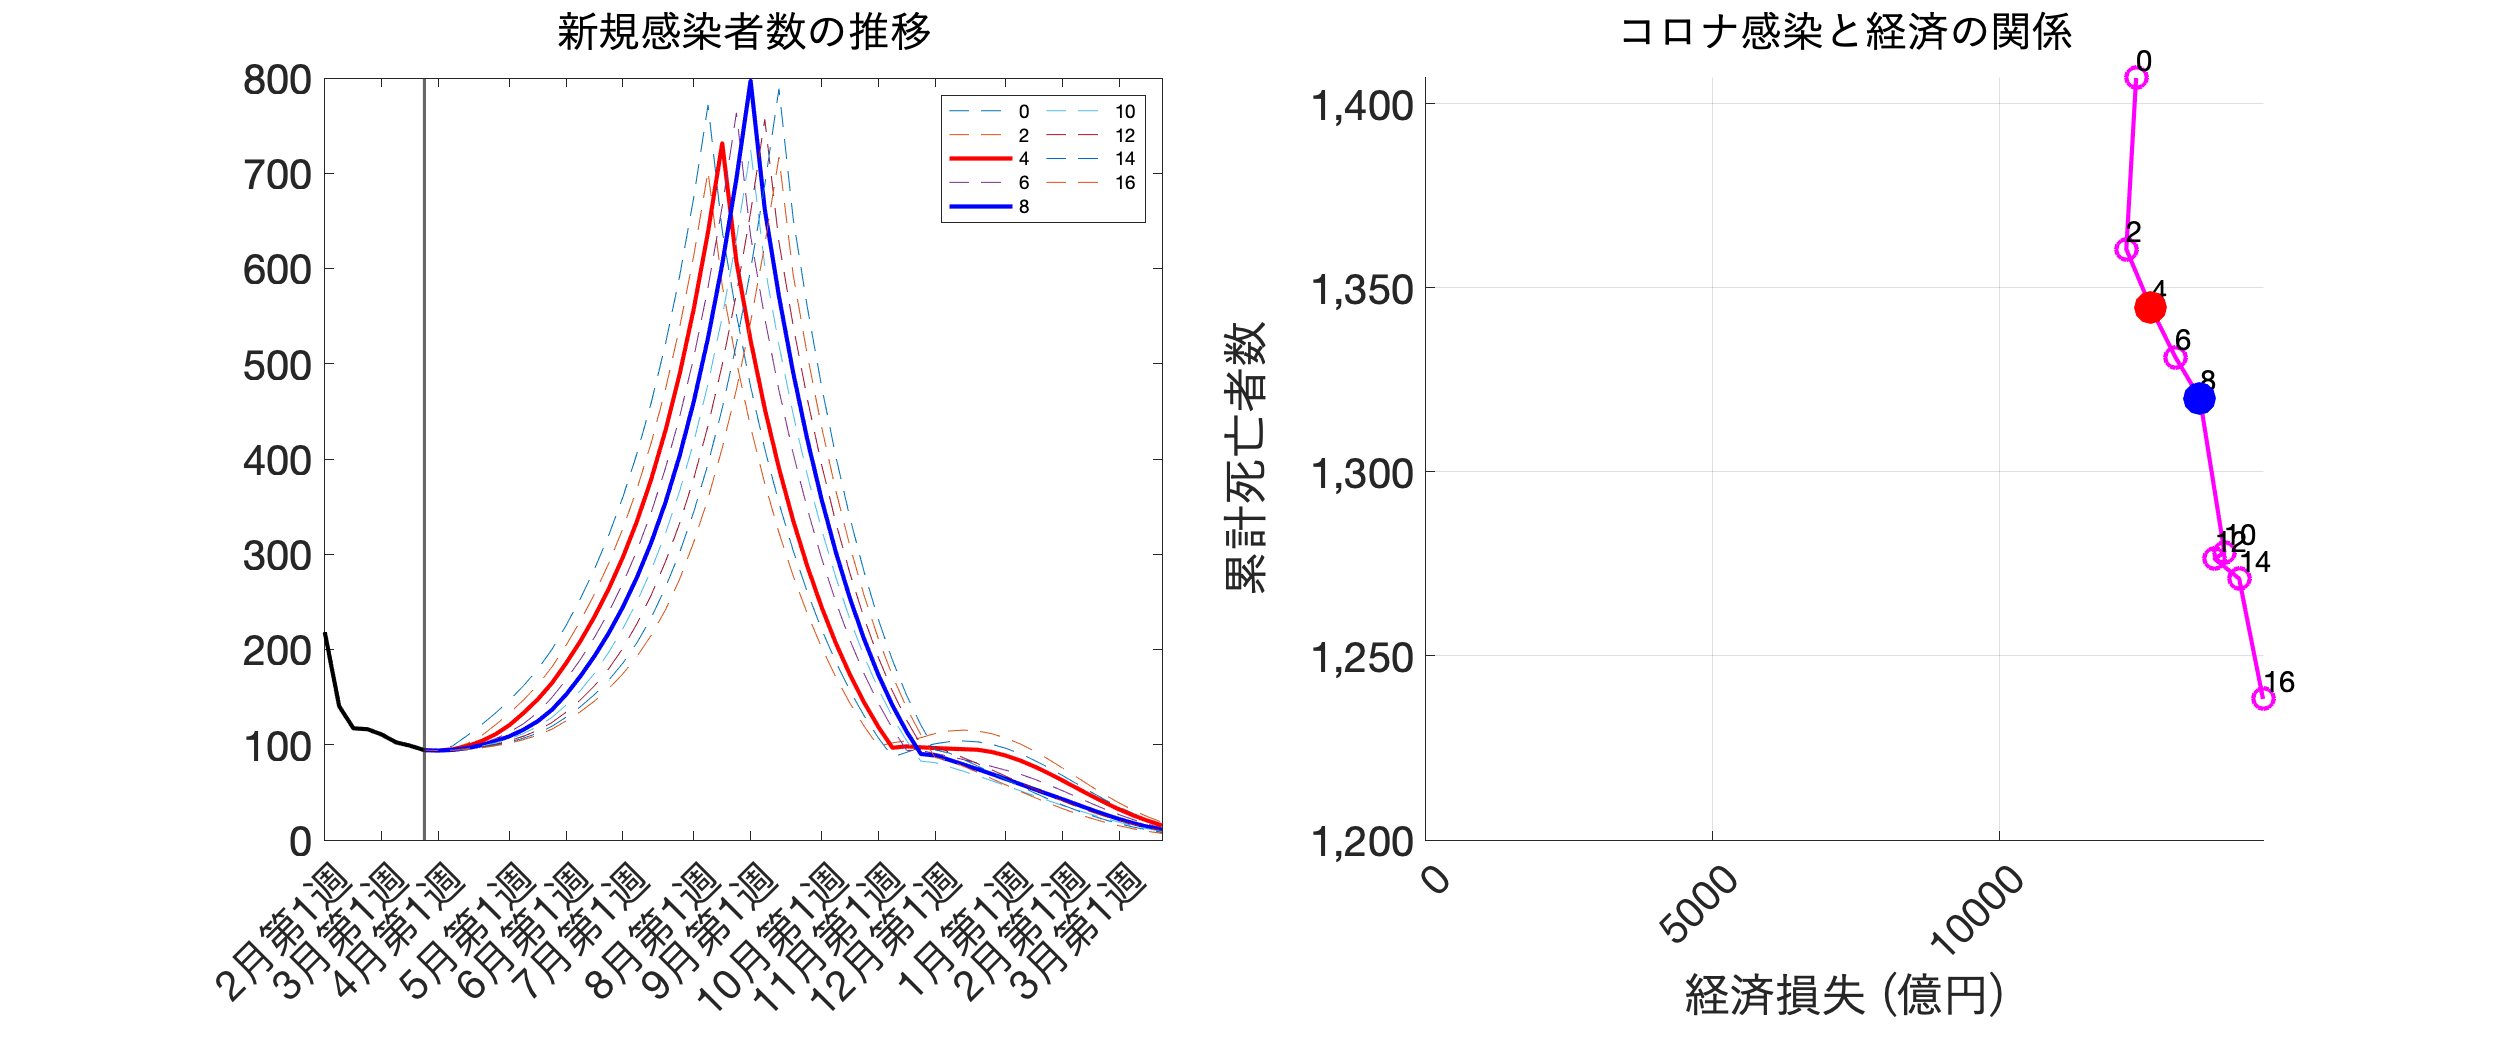 新規感染者数の推移
800
700
600
500
400
300
200
100
0
0 10
2 12
4 14
6 16
8
2月第1週
3月第1週
4月第1週
5月第1週
6月第1週
7月第1週
8月第1週
9月第1週
10月第1週
11月第1週
12月第1週
1月第1週
2月第1週
3月第1週
コロナ感染と経済の関係
累計死亡者数
1,400
1,350
1,300
1,250
1,200
0
2
4
6
8
10
12
14
16
0
5000
10000
経済損失 (億円)